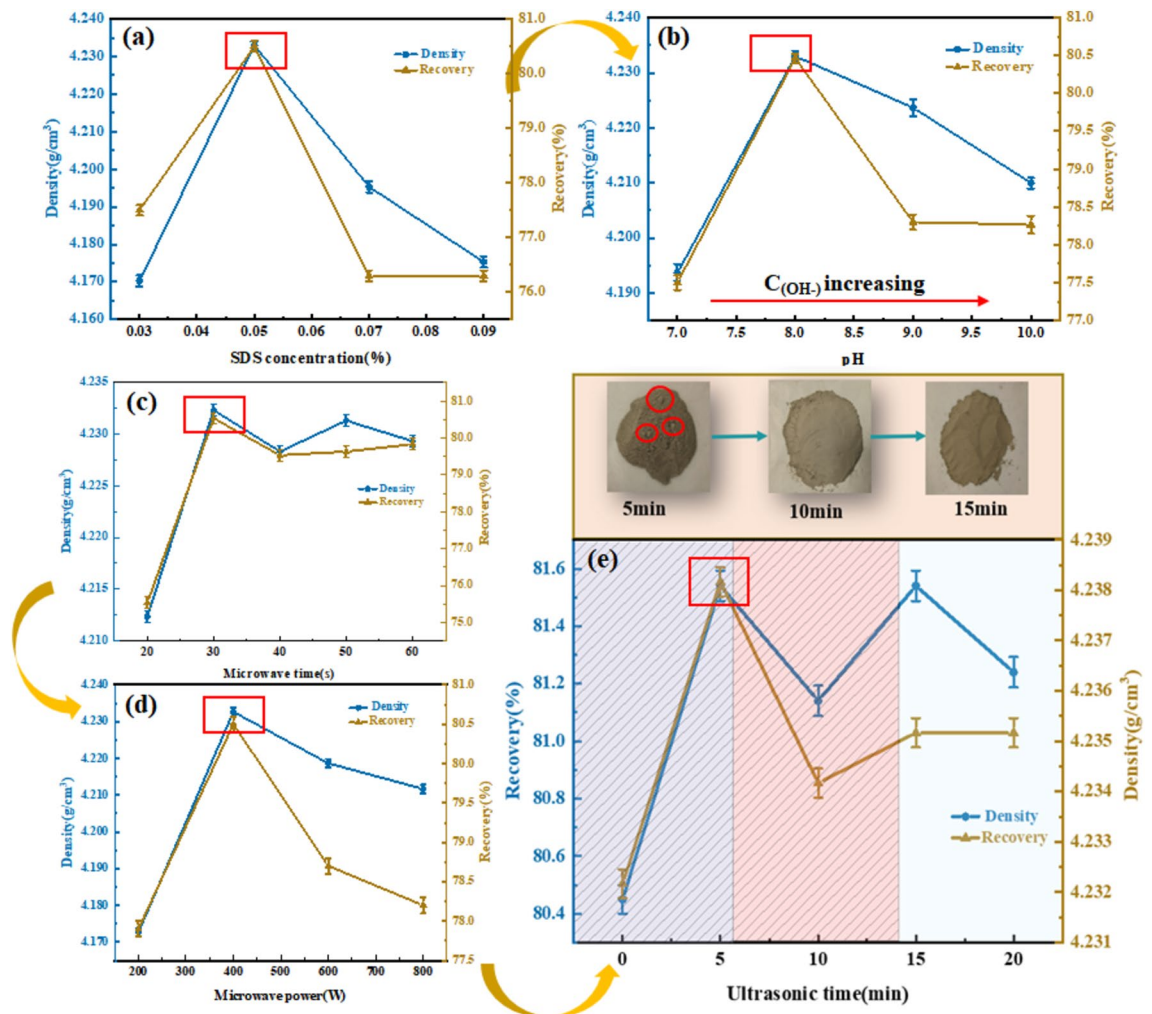 (a)
Density
Recovery
4.240
4.230
4.220
4.210
4.200
4.190
4.180
4.170
4.160
Density(g/cm³)
81.0
80.0
79.0
78.0
76.0
76.0
Recovery(%)
0.03 0.04 0.05 0.06 0.07 0.08 0.09
SDS concentration(%)
(b)
Density
Recovery
4.240
4.230
4.220
4.210
4.200
4.190
Density(g/cm³)
81.0
80.5
80.0
79.5
79.0
78.5
78.0
77.5
77.0
Recovery(%)
C(OH-) increasing
7.0 7.5 8.0 8.5 9.0 9.5 10.0
pH
(c)
Density
Recovery
4.235
4.230
4.225
4.220
4.213
4.210
Density(g/cm³)
81.0
80.0
79.0
78.0
77.0
76.0
75.0
Recovery(%)
20 30 40 50 60
Microwave time(s)
(d)
Density
Recovery
4.240
4.230
4.220
4.210
4.200
4.190
4.180
4.170
Density(g/cm³)
81.0
80.5
80.0
79.5
79.0
78.5
78.0
77.5
Recovery(%)
200 300 400 500 600 700 800
Microwave power(W)
5min
10min
15min
(e)
81.6
81.4
81.2
81.0
80.8
80.6
80.4
Recovery(%)
4.239
4.238
4.237
4.236
4.235
4.234
4.233
4.232
4.231
Density(g/cm³)
Density
Recovery
0 5 10 15 20
Ultrasonic time(min)